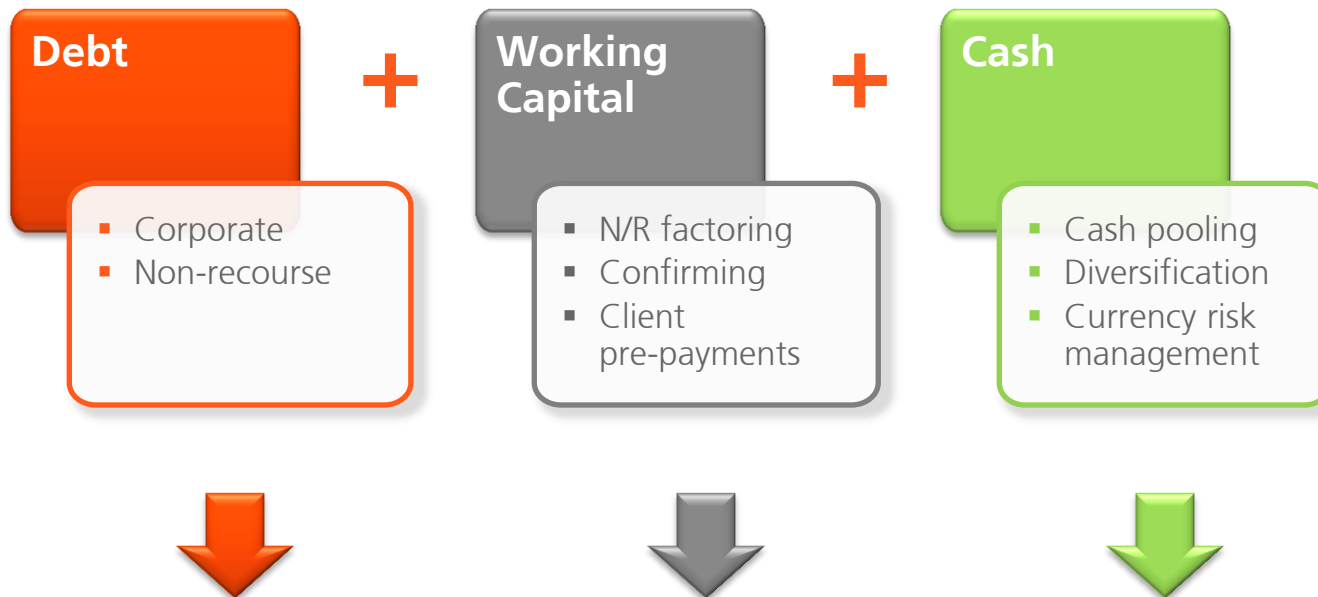 Debt
+
Working
Capital
+
Cash
▪ Corporate
▪ Non-recourse
▪ N/R factoring
▪ Confirming
▪ Client
pre-payments
▪ Cash pooling
▪ Diversification
▪ Currency risk
management